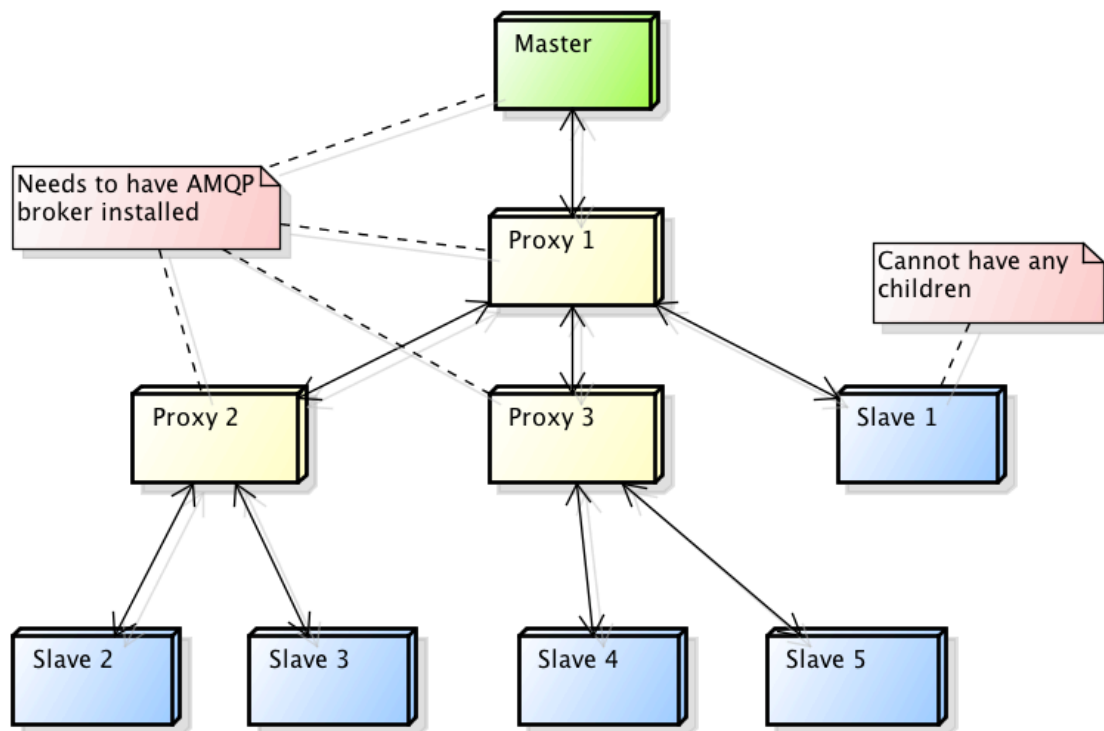 Master
Needs to have AMQP
broker installed
Proxy 1
Cannot have any
children
Proxy 2
Proxy 3
Slave 1
Slave 2
Slave 3
Slave 4
Slave 5